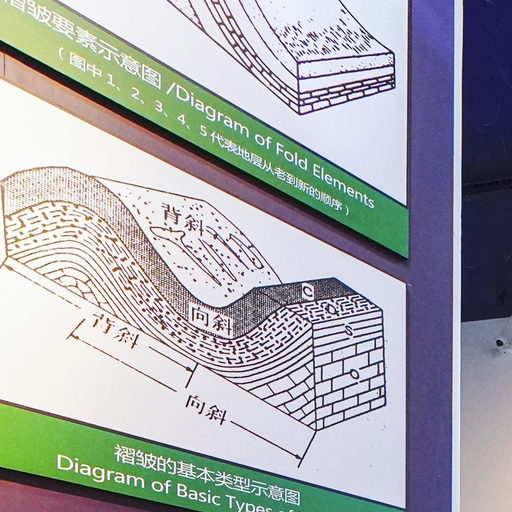 褶皱要素示意图 /Diagram of Fold Elements
（图中 1、2、3、4、5 代表地层从老到新的顺序）
背斜
向斜
O
S
O
背斜
向斜
褶皱的基本类型示意图
Diagram of Basic Types of